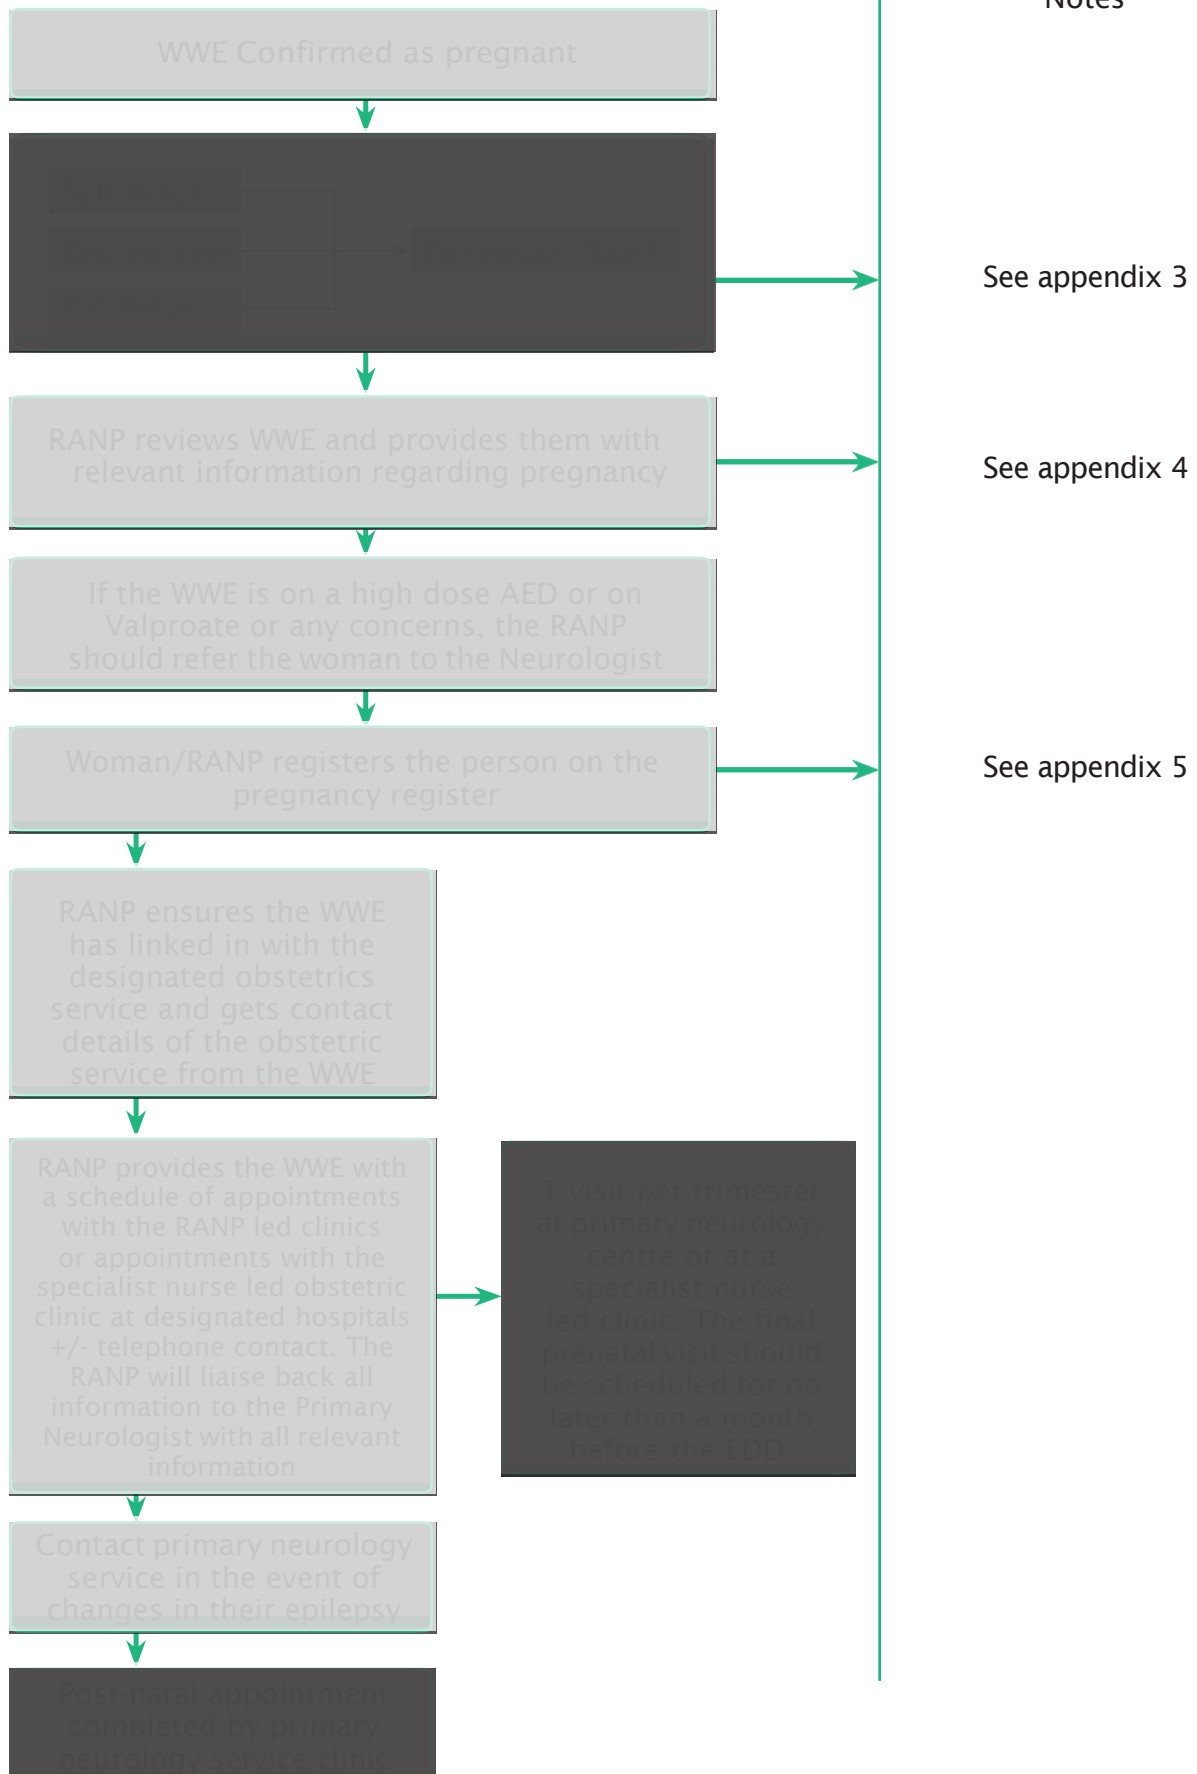 Notes
WWE Confirmed as pregnant
See appendix 3
RANP reviews WWE and provides them with
relevant information regarding pregnancy
See appendix 4
If the WWE is on a high dose AED or on
Valproate or any concerns, the RANP
should refer the woman to the Neurologist
Woman/RANP registers the person on the
pregnancy register
See appendix 5
RANP ensures the WWE
has linked in with the
designated obstetrics
service and gets contact
details of the obstetric
service from the WWE
RANP provides the WWE with
a schedule of appointments
with the RANP led clinics
or appointments with the
specialist nurse led obstetric
clinic at designated hospitals
+/- telephone contact. The
RANP will liaise back all
information to the Primary
Neurologist with all relevant
information
1 visit per trimester
at primary neurology
centre or at a
specialist nurse
led clinic. The final
prenatal visit should
be scheduled for no
later than a month
before the EDD.
Contact primary neurology
service in the event of
changes in their epilepsy
Post-natal appointment
completed by primary
neurology service clinic